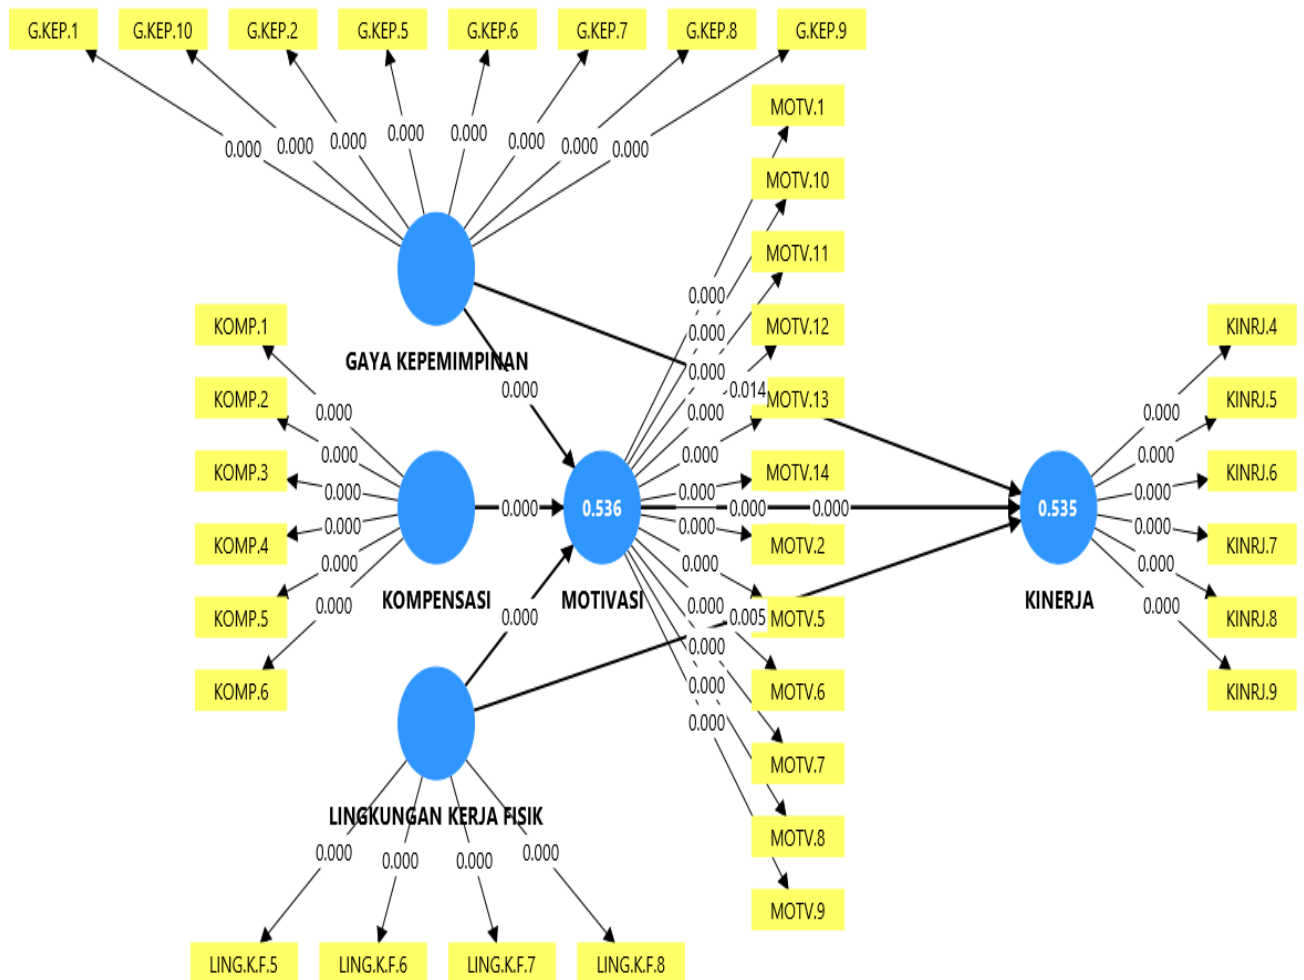 G.KEP.1
G.KEP.10
G.KEP.2
G.KEP.5
G.KEP.6
G.KEP.7
G.KEP.8
G.KEP.9
0.000
0.000
0.000
0.000
0.000
0.000
0.000
0.000
GAYA KEPEMIMPINAN
KOMP.1
KOMP.2
KOMP.3
KOMP.4
KOMP.5
KOMP.6
0.000
0.000
0.000
0.000
0.000
0.000
KOMPENSASI
0.000
0.000
0.000
0.014
0.000
0.000
0.005
0.536
MOTIVASI
MOTV.1
MOTV.10
MOTV.11
MOTV.12
MOTV.13
MOTV.14
MOTV.2
MOTV.5
MOTV.6
MOTV.7
MOTV.8
MOTV.9
0.000
0.000
0.000
0.000
0.000
0.000
0.000
0.000
0.000
0.000
0.000
0.000
0.535
KINERJA
KINRJ.4
KINRJ.5
KINRJ.6
KINRJ.7
KINRJ.8
KINRJ.9
0.000
0.000
0.000
0.000
0.000
0.000
LINGKUNGAN KERJA FISIK
0.000
0.000
0.000
0.000
LING.K.F.5
LING.K.F.6
LING.K.F.7
LING.K.F.8